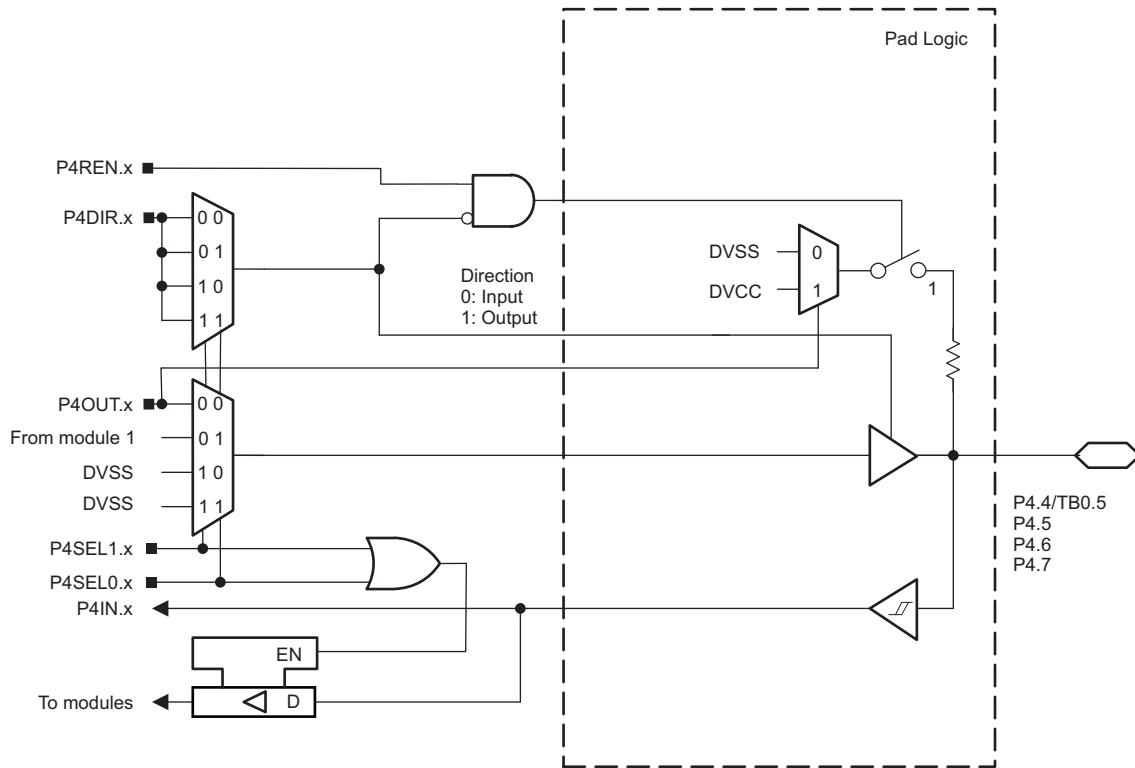 Pad Logic
P4REN.x
P4DIR.x
0 0
0 1
1 0
1 1
Direction
0: Input
1: Output
DVSS
0
DVCC
1
1
P4OUT.x
0 0
From module 1
0 1
DVSS
1 0
DVSS
1 1
P4.4/TB0.5
P4.5
P4.6
P4.7
P4SEL1.x
P4SEL0.x
P4IN.x
EN
To modules
D